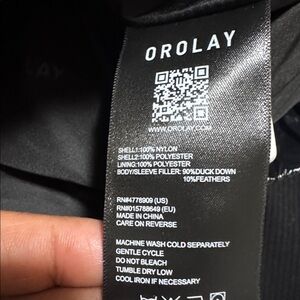 OROLAY
WWW.OROLAY.COM
SHELL1:100% NYLON
SHELL2:100% POLYESTER
LINING:100% POLYESTER
BODY/SLEEVE FILLER: 90%DUCK DOWN
10%FEATHERS
RN#4778909 (US)
RN#015788649 (EU)
MADE IN CHINA
CARE ON REVERSE
MACHINE WASH COLD SEPARATELY
GENTLE CYCLE
DO NOT BLEACH
TUMBLE DRY LOW
COOL IRON IF NECESSARY